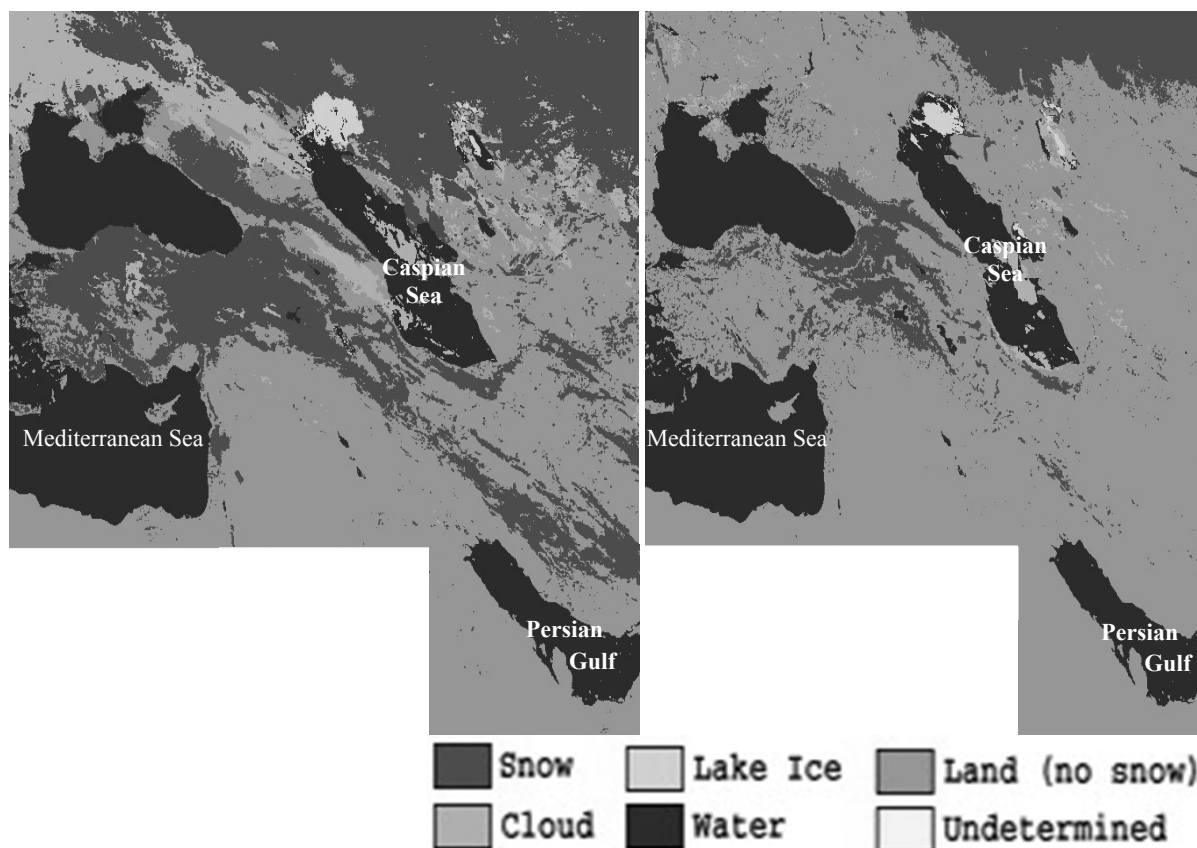 Caspian
Sea
Mediterranean Sea
Persian
Gulf
Caspian
Sea
Mediterranean Sea
Persian
Gulf
Snow
Lake Ice
Land (no snow)
Cloud
Water
Undetermined